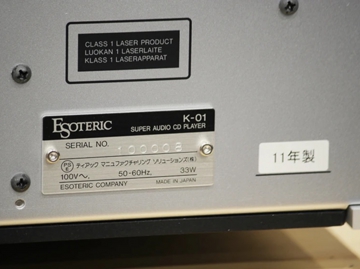 CLASS 1 LASER PRODUCT
LUOKAN 1 LASERLAITE
KLASS 1 LASERAPPARAT
ESOTERIC K-01
SUPER AUDIO CD PLAYER
SERIAL NO.
ティアック マニュファクチャリング ソリューションズ(株)
100V～, 50-60Hz, 33W
ESOTERIC COMPANY MADE IN JAPAN
11年製